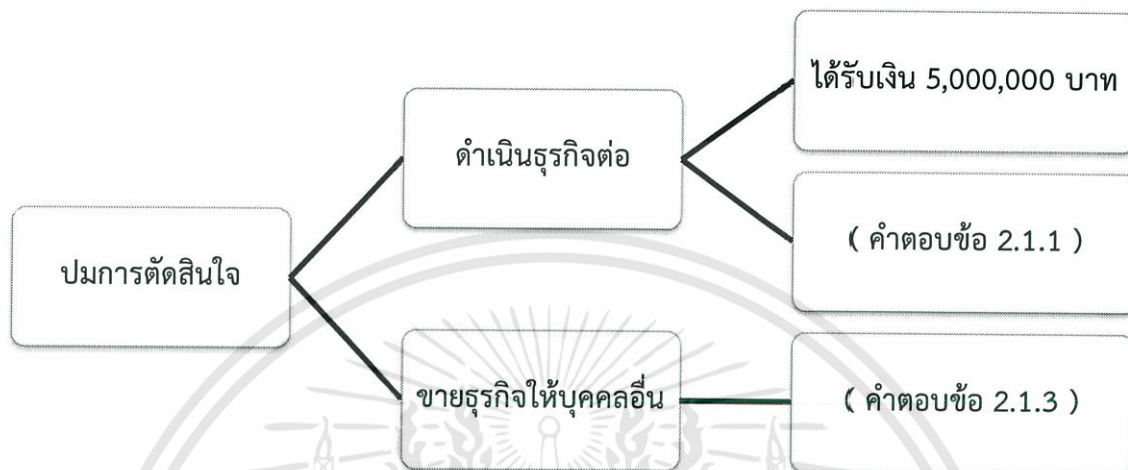 ได้รับเงิน 5,000,000 บาท
ดำเนินธุรกิจต่อ
( คำตอบข้อ 2.1.1 )
ปมการตัดสินใจ
ขายธุรกิจให้บุคคลอื่น
( คำตอบข้อ 2.1.3 )